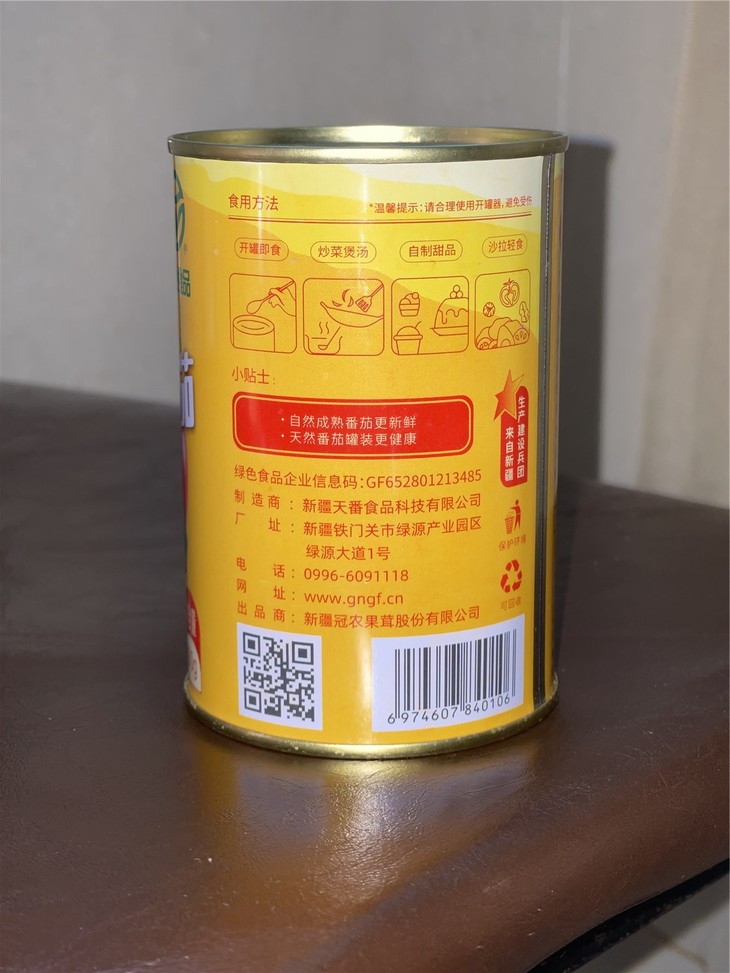 食用方法
*温馨提示:请合理使用开罐器,避免受伤
开罐即食 炒菜煲汤 自制甜品 沙拉轻食
小贴士:
·自然成熟番茄更新鲜
·天然番茄罐装更健康
生产建设兵团
来自新疆
绿色食品企业信息码:GF652801213485
制造商:新疆天番食品科技有限公司
厂址:新疆铁门关市绿源产业园区
绿源大道1号
电话:0996-6091118
网址:www.gngf.cn
出品商:新疆冠农果茸股份有限公司
保护环境
可回收
6 974607 840106
品
茄